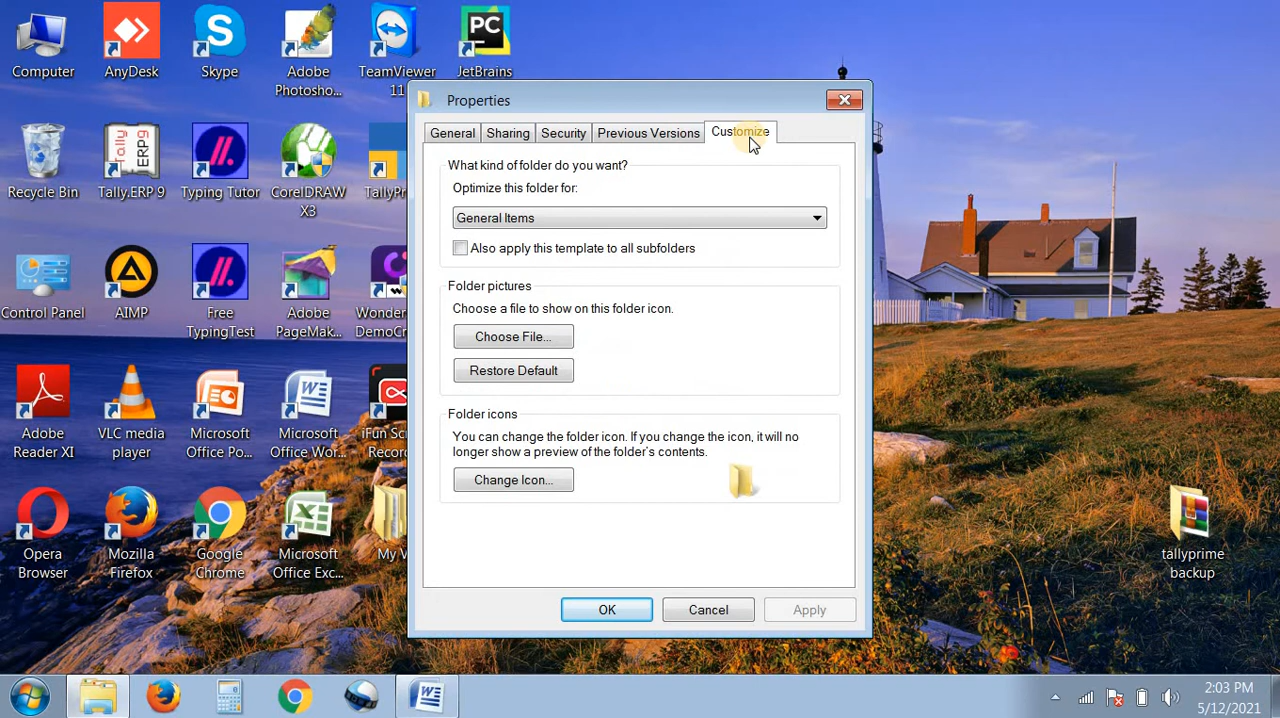 Computer
AnyDesk
Skype
Adobe
Photosho...
TeamViewer
11
PC
JetBrains
Recycle Bin
Tally
ERP9
Tally.ERP 9
Typing Tutor
CorelDRAW
X3
TallyPr
Control Panel
AIMP
Free
TypingTest
Adobe
PageMak...
Wonder
DemoCr
Adobe
Reader XI
VLC media
player
Microsoft
Office Po...
Microsoft
Office Wor...
iFun Scr
Record
Opera
Browser
Mozilla
Firefox
Google
Chrome
Microsoft
Office Exc...
My V
Properties
General
Sharing
Security
Previous Versions
Customize
What kind of folder do you want?
Optimize this folder for:
General Items
Also apply this template to all subfolders
Folder pictures
Choose a file to show on this folder icon.
Choose File...
Restore Default
Folder icons
You can change the folder icon. If you change the icon, it will no
longer show a preview of the folder's contents.
Change Icon...
OK
Cancel
Apply
tallyprime
backup
2:03 PM
5/12/2021